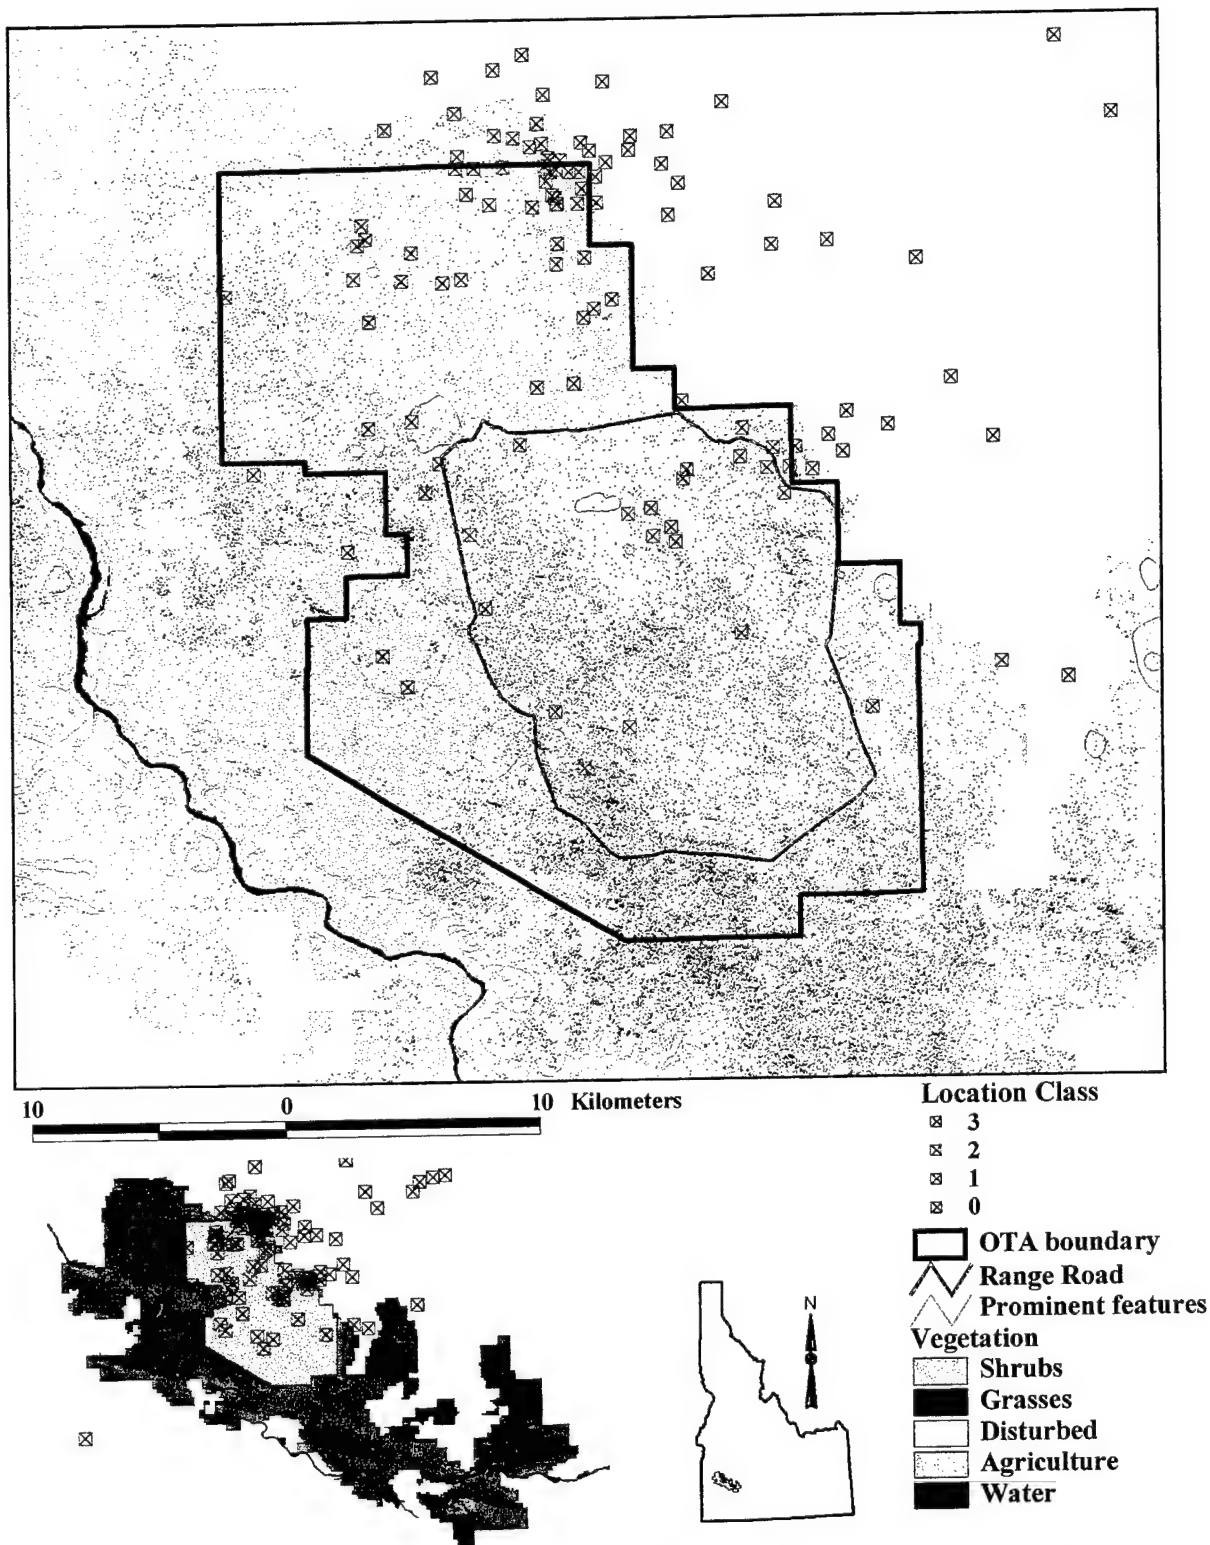 10 0 10 Kilometers
Location Class
3
2
1
0
OTA boundary
Range Road
Prominent features
Vegetation
Shrubs
Grasses
Disturbed
Agriculture
Water
N